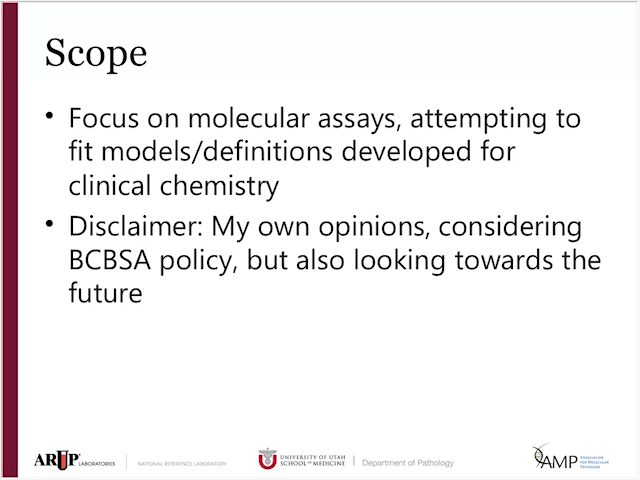 Scope
• Focus on molecular assays, attempting to
fit models/definitions developed for
clinical chemistry
• Disclaimer: My own opinions, considering
BCBSA policy, but also looking towards the
future
ARUP LABORATORIES | NATIONAL REFERENCE LABORATORY
UNIVERSITY OF UTAH
SCHOOL OF MEDICINE | Department of Pathology
AMP ASSOCIATION
FOR MOLECULAR
PATHOLOGY